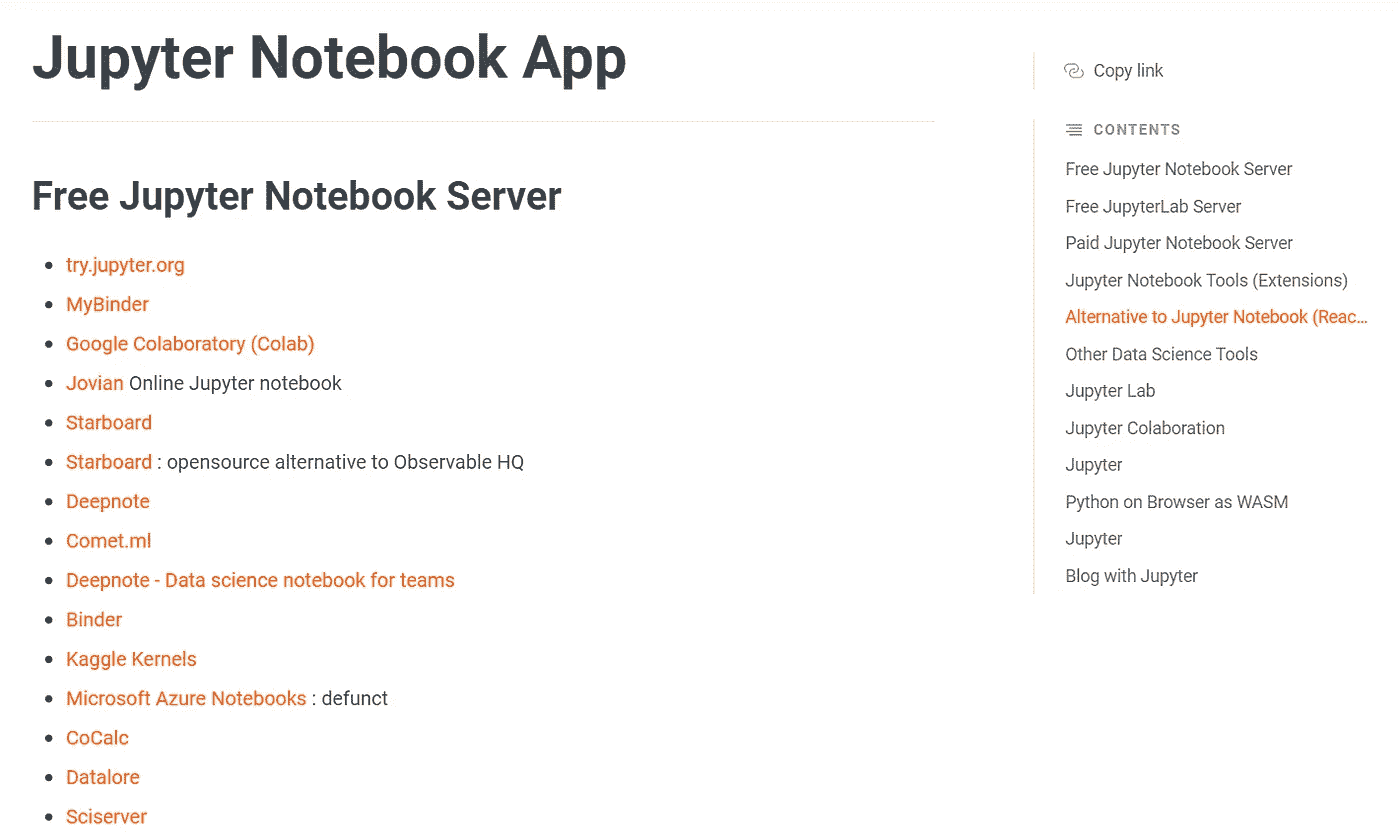 Jupyter Notebook App
Free Jupyter Notebook Server
try.jupyter.org
MyBinder
Google Colaboratory (Colab)
Jovian Online Jupyter notebook
Starboard
Starboard : opensource alternative to Observable HQ
Deepnote
Comet.ml
Deepnote - Data science notebook for teams
Binder
Kaggle Kernels
Microsoft Azure Notebooks : defunct
CoCalc
Datalore
Sciserver
Copy link
CONTENTS
Free Jupyter Notebook Server
Free JupyterLab Server
Paid Jupyter Notebook Server
Jupyter Notebook Tools (Extensions)
Alternative to Jupyter Notebook (Reac...
Other Data Science Tools
Jupyter Lab
Jupyter Colaboration
Jupyter
Python on Browser as WASM
Jupyter
Blog with Jupyter